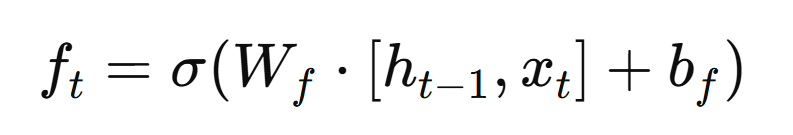 f_t = σ(W_f · [h_{t−1}, x_t] + b_f)